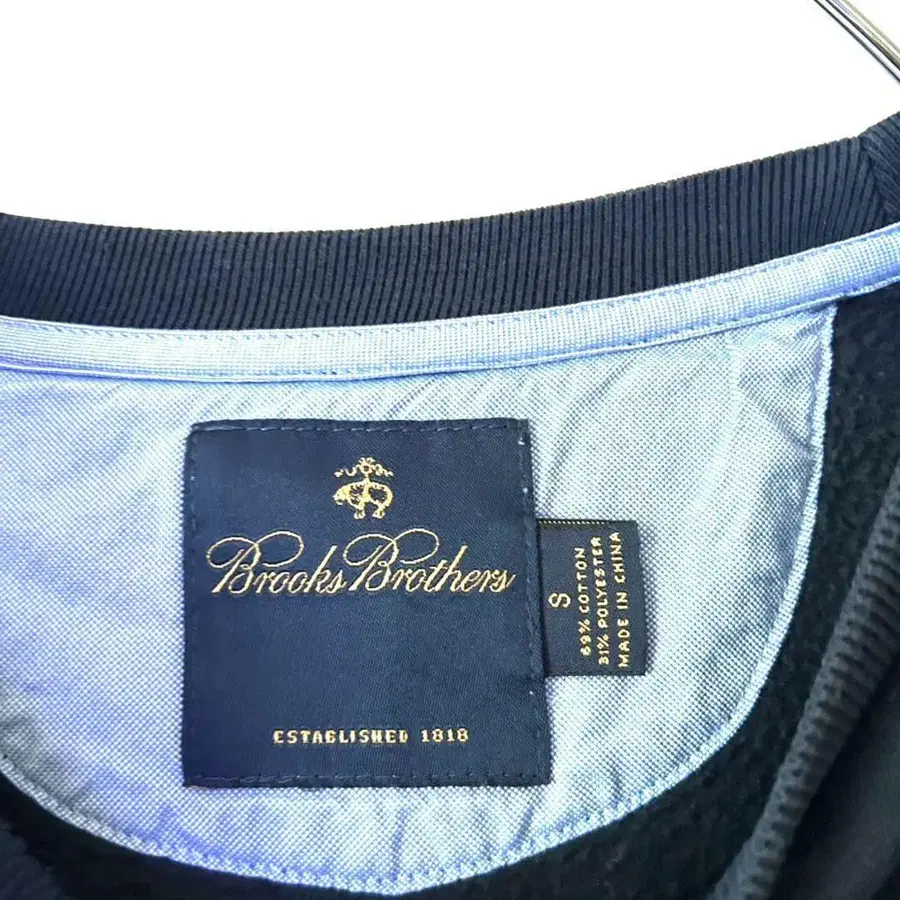 Brooks Brothers
ESTABLISHED 1818
S
69% COTTON
31% POLYESTER
MADE IN CHINA